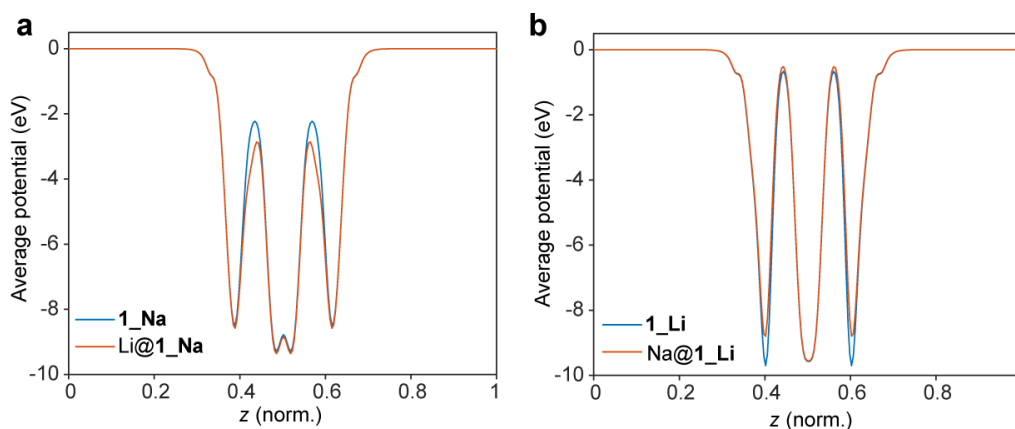 a
0
-2
-4
-6
-8
-10
Average potential (eV)
1_Na
Li@1_Na
0 0.2 0.4 0.6 0.8 1
z (norm.)
b
0
-2
-4
-6
-8
-10
Average potential (eV)
1_Li
Na@1_Li
0 0.2 0.4 0.6 0.8
z (norm.)